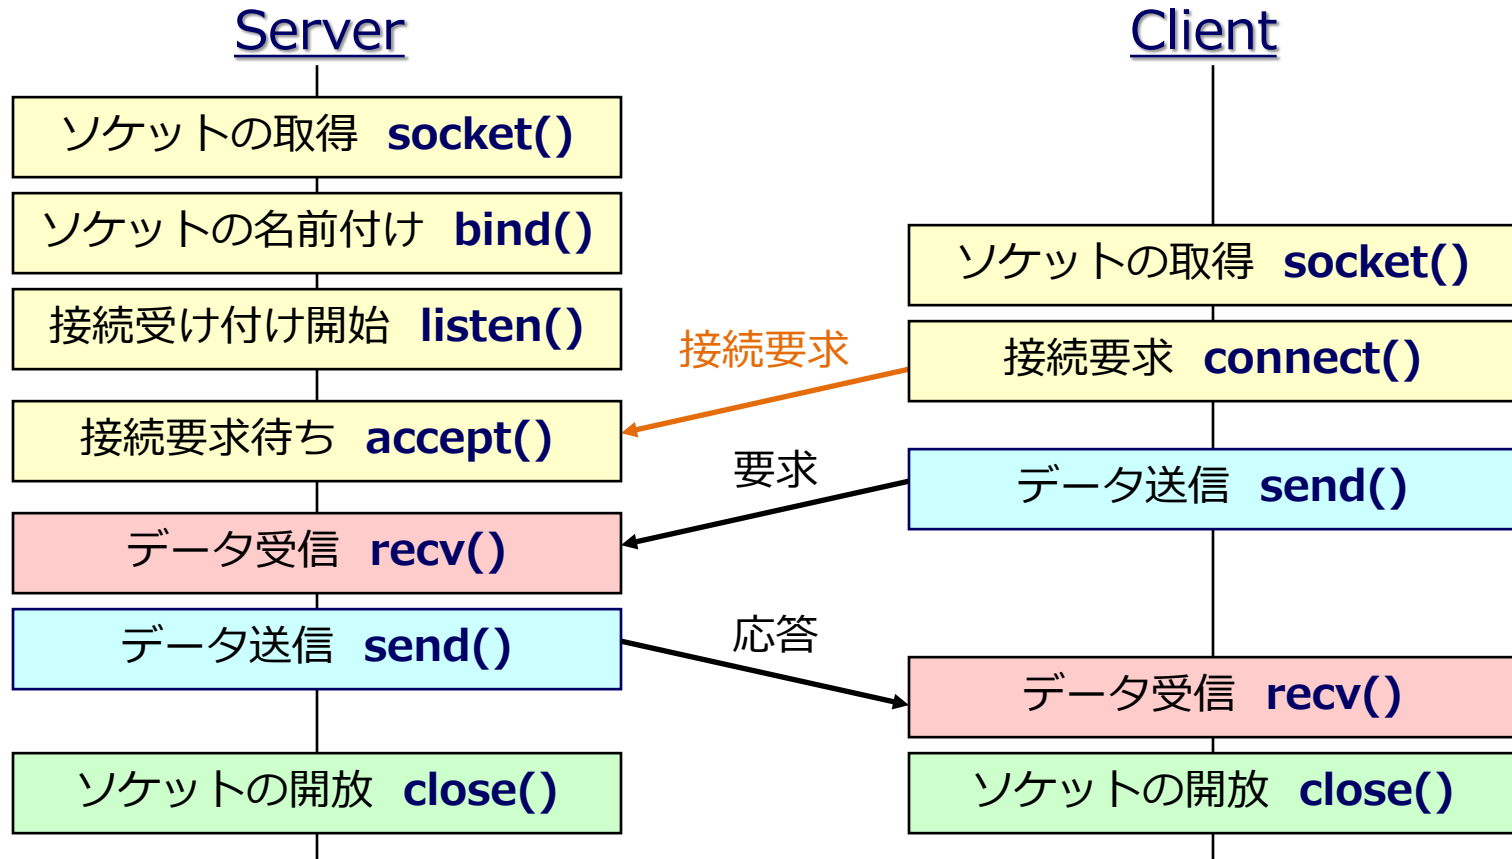 Server
Client
ソケットの取得 socket()
ソケットの名前付け bind()
ソケットの取得 socket()
接続受け付け開始 listen()
接続要求
接続要求 connect()
接続要求待ち accept()
要求
データ送信 send()
データ受信 recv()
データ送信 send()
応答
データ受信 recv()
ソケットの開放 close()
ソケットの開放 close()